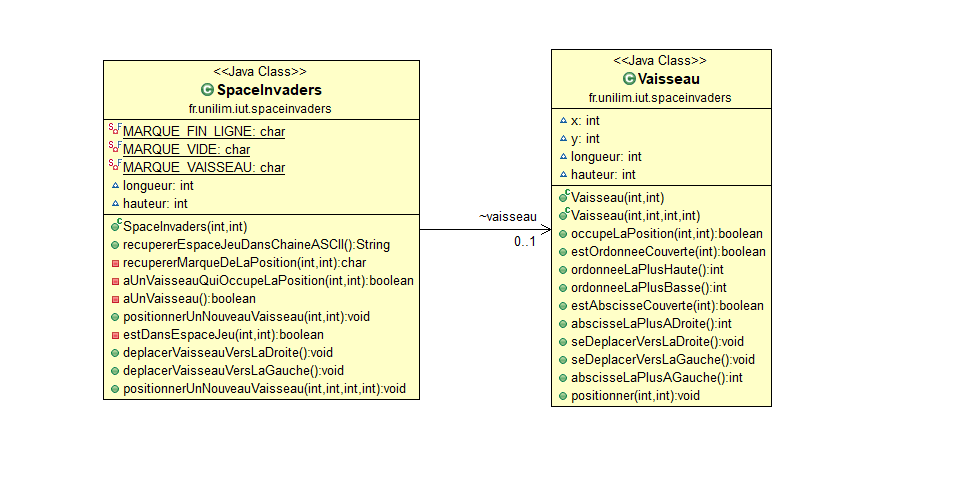 <<Java Class>>
SpaceInvaders
fr.unilim.iut.spaceinvaders
MARQUE_FIN_LIGNE: char
MARQUE_VIDE: char
MARQUE_VAISSEAU: char
longueur: int
hauteur: int
SpaceInvaders(int,int)
recupererEspaceJeuDansChaineASCII():String
recupererMarqueDeLaPosition(int,int):char
aUnVaisseauQuiOccupeLaPosition(int,int):boolean
aUnVaisseau():boolean
positionnerUnNouveauVaisseau(int,int):void
estDansEspaceJeu(int,int):boolean
deplacerVaisseauVersLaDroite():void
deplacerVaisseauVersLaGauche():void
positionnerUnNouveauVaisseau(int,int,int,int):void
~vaisseau
0..1
<<Java Class>>
Vaisseau
fr.unilim.iut.spaceinvaders
x: int
y: int
longueur: int
hauteur: int
Vaisseau(int,int)
Vaisseau(int,int,int,int)
occupeLaPosition(int,int):boolean
estOrdonneeCouverte(int):boolean
ordonneeLaPlusHaute():int
ordonneeLaPlusBasse():int
estAbscisseCouverte(int):boolean
abscisseLaPlusADroite():int
seDeplacerVersLaDroite():void
seDeplacerVersLaGauche():void
abscisseLaPlusAGauche():int
positionner(int,int):void